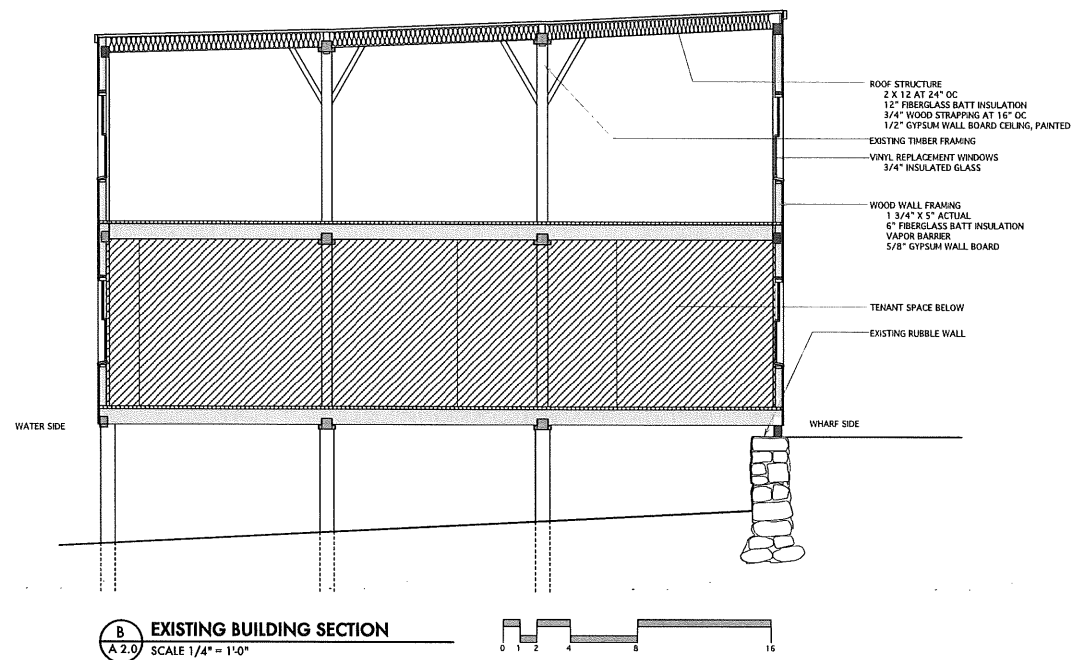 ROOF STRUCTURE
2 X 12 AT 24" OC
12" FIBERGLASS BATT INSULATION
3/4" WOOD STRAPPING AT 16" OC
1/2" GYPSUM WALL BOARD CEILING, PAINTED
EXISTING TIMBER FRAMING
VINYL REPLACEMENT WINDOWS
3/4" INSULATED GLASS
WOOD WALL FRAMING
1 3/4" X 5" ACTUAL
6" FIBERGLASS BATT INSULATION
VAPOR BARRIER
5/8" GYPSUM WALL BOARD
TENANT SPACE BELOW
EXISTING RUBBLE WALL
WATER SIDE
WHARF SIDE
B
A 2.0
EXISTING BUILDING SECTION
SCALE 1/4" = 1'0"
0 1 2 4 8 16